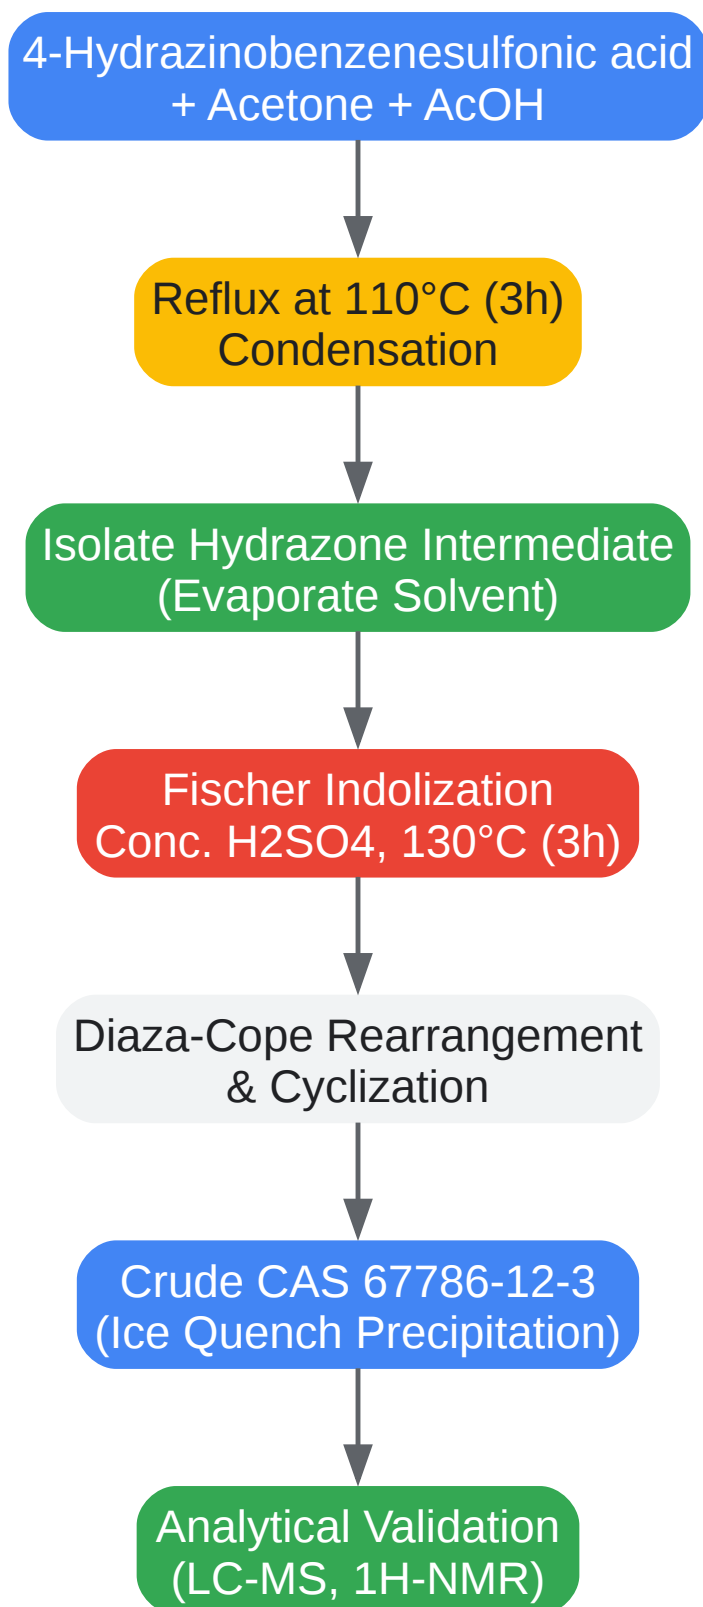 4-Hydrazinobenzenesulfonic acid
+ Acetone + AcOH
Reflux at 110°C (3h)
Condensation
Isolate Hydrazone Intermediate
(Evaporate Solvent)
Fischer Indolization
Conc. H2SO4, 130°C (3h)
Diaza-Cope Rearrangement
& Cyclization
Crude CAS 67786-12-3
(Ice Quench Precipitation)
Analytical Validation
(LC-MS, 1H-NMR)